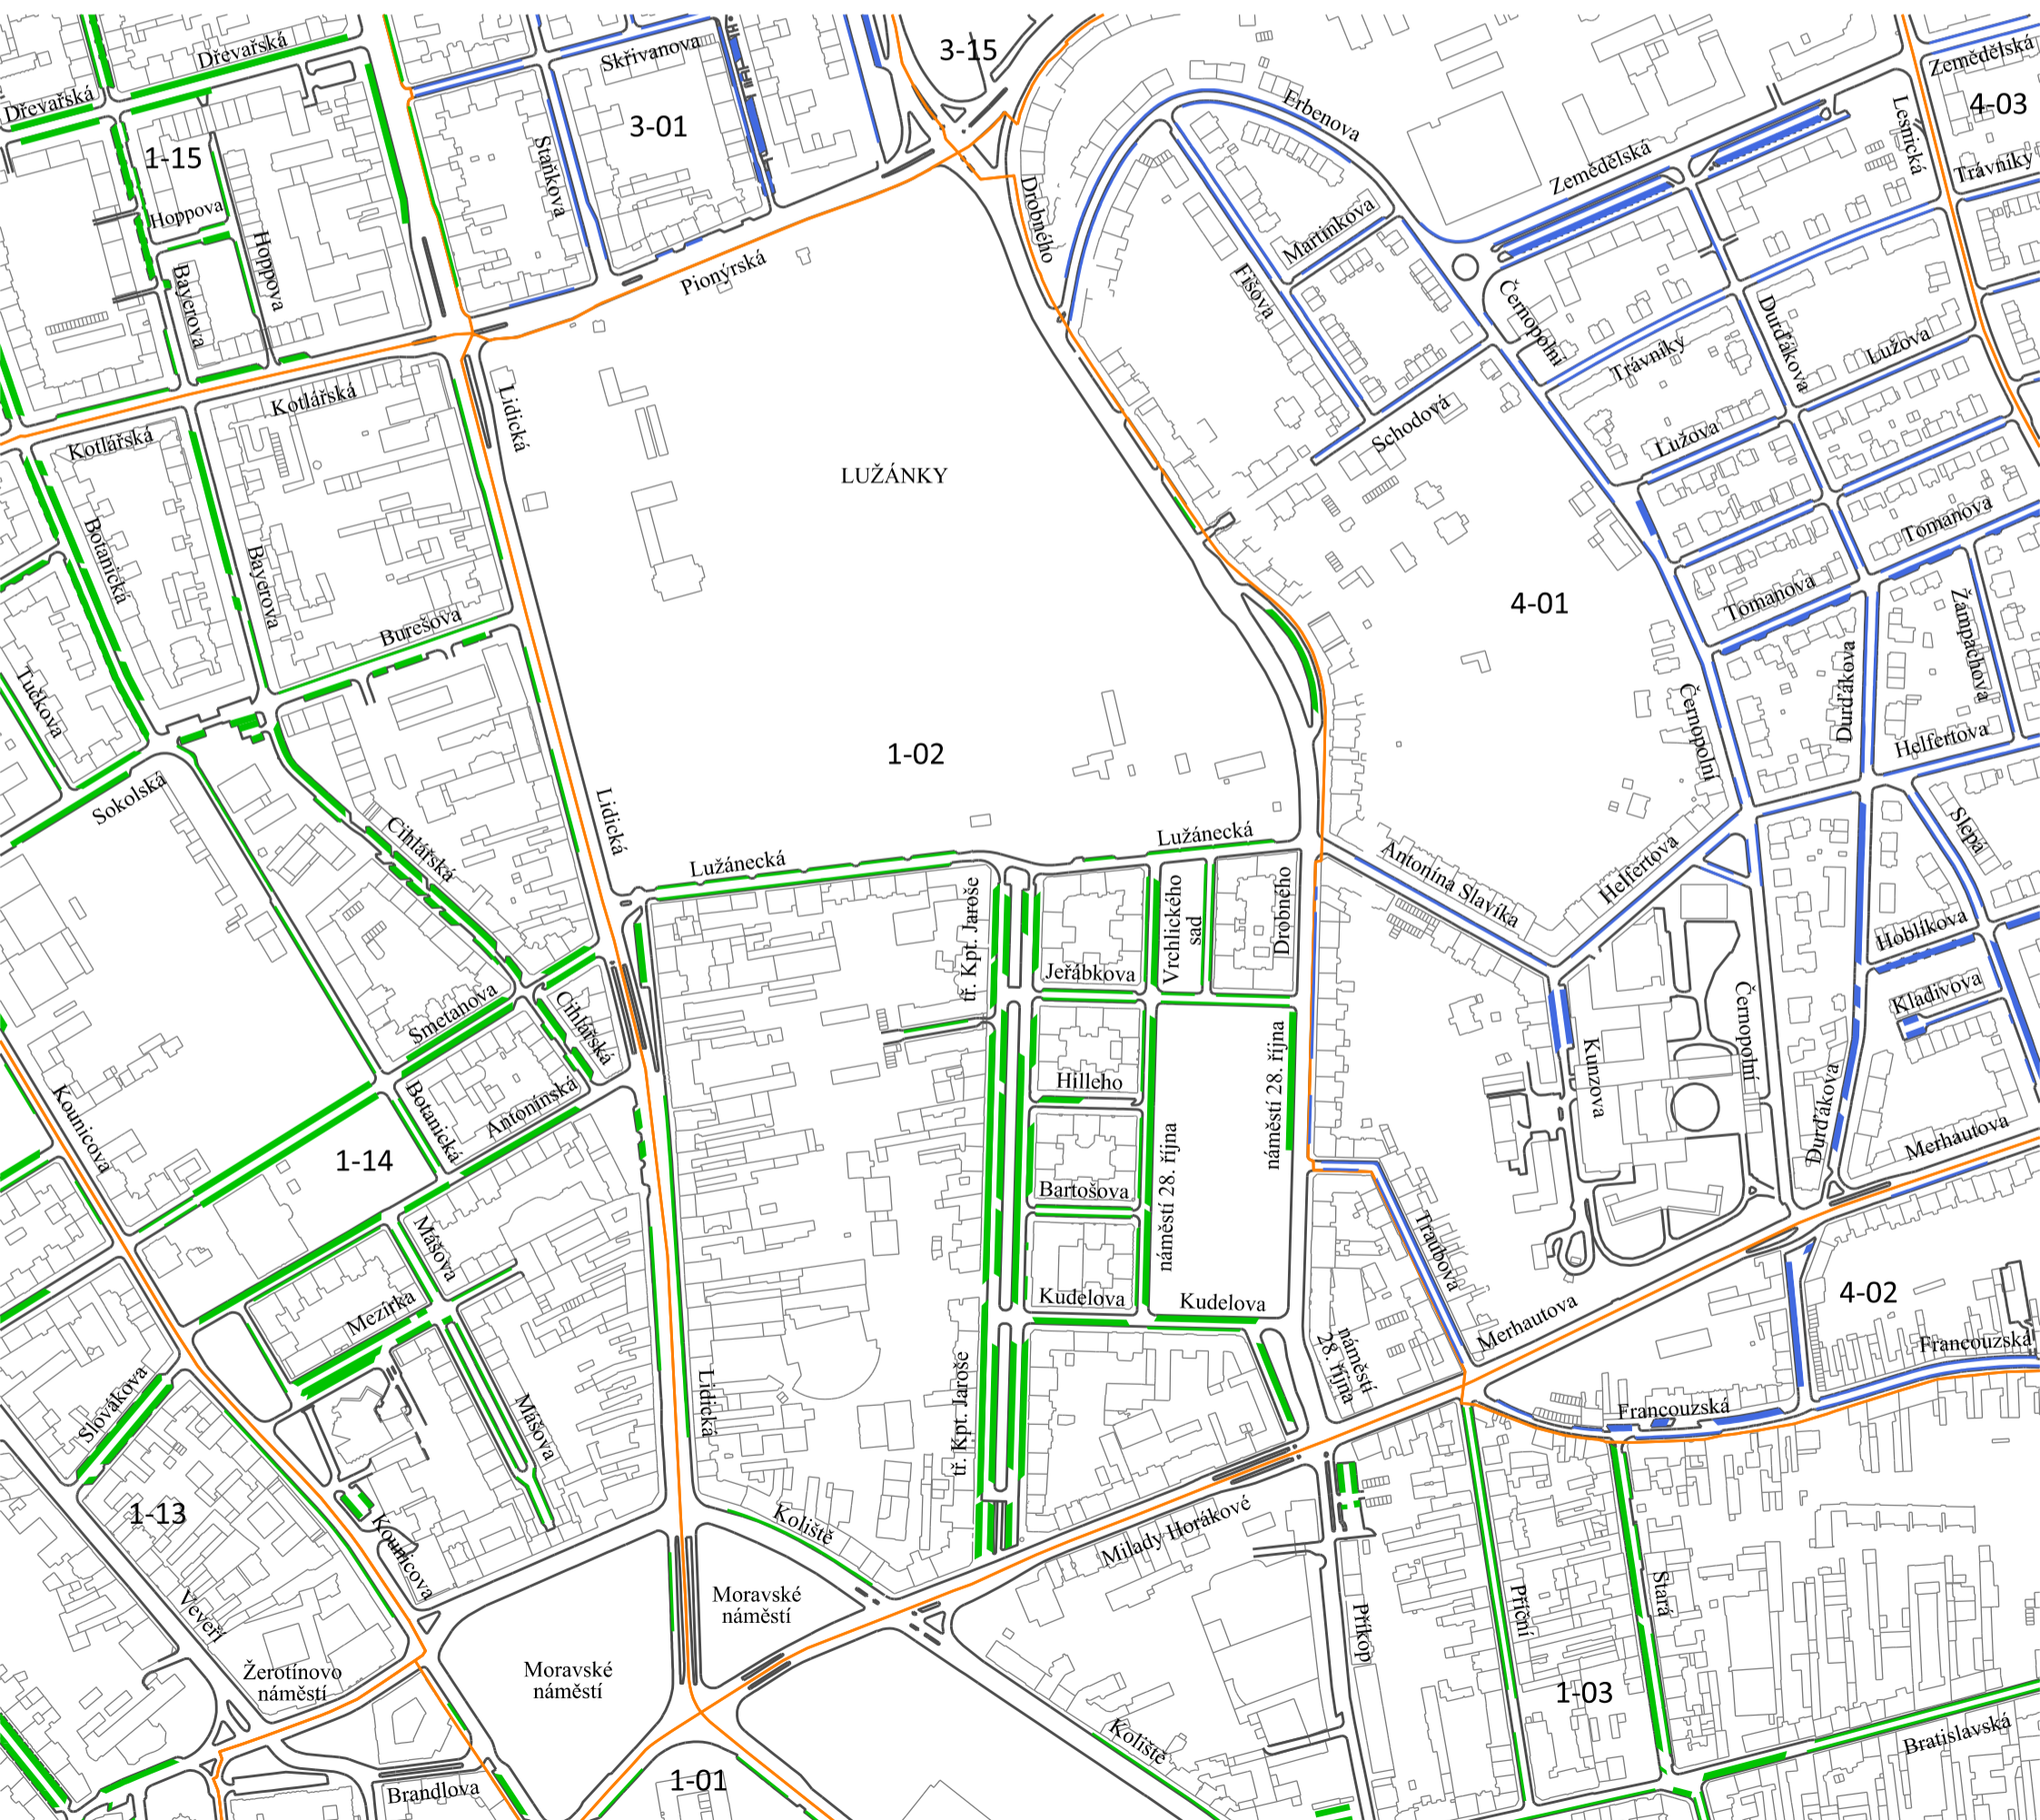 Dřevařská
Skřivanova
3-15
Zemědělská
Dřevařská
3-01
Erbenova
4-03
Lesnická
1-15
Staňkova
Zemědělská
Trávníky
Hoppova
Drobného
Martinkova
Hoppova
Pionýrská
Fišova
Bayerova
Černopolní
Durďákova
Trávníky
Lužova
Kotlářská
Lidická
Schodová
Kotlářská
Lužova
LUŽÁNKY
Botanická
Tomanova
Bayerova
Tomanova
4-01
Burešova
Žampachova
Tučkova
Durďákova
Černopolní
Helfertova
1-02
Sokolská
Lidická
Cihlářská
Lužánecká
Lužánecká
Slepá
Antonína Slavíka
Helfertova
tř. Kpt. Jaroše
Vrchlického
sad
Drobného
Hoblíkova
Jeřábkova
Kladivova
Smetanova
Cihlářská
Černopolní
náměstí 28. října
Kunzova
Hilleho
Kounicova
Botanická
Antonínská
Durďákova
Merhautova
1-14
náměstí 28. října
Bartošova
Mášova
Traubova
Mezírka
Kudelova
Kudelova
4-02
Merhautova
Francouzská
náměstí
28. října
Slovákova
Lidická
tř. Kpt. Jaroše
Mášova
Francouzská
1-13
Koliště
Milady Horákové
Kounicova
Veveří
Moravské
náměstí
Příkop
Příční
Stará
Žerotínovo
náměstí
Moravské
náměstí
1-03
Koliště
Bratislavská
1-01
Brandlova